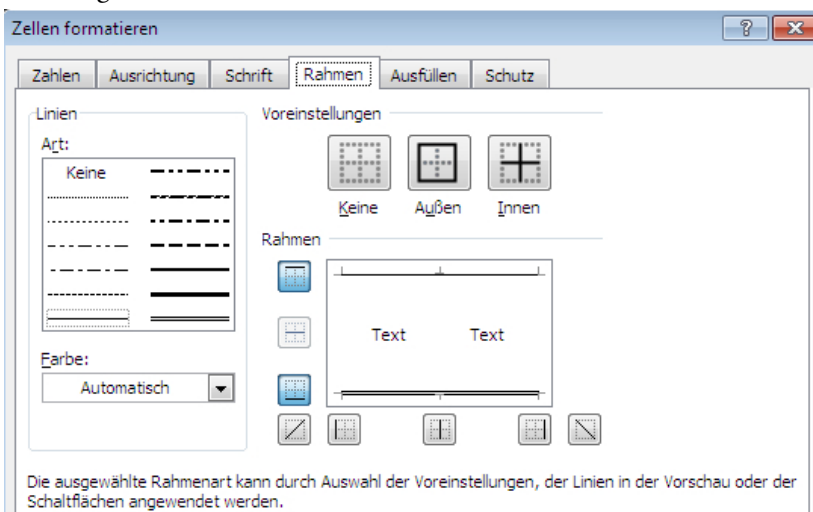 Zellen formatieren
Zahlen Ausrichtung Schrift Rahmen Ausfüllen Schutz
Linien
Art:
Keine
Farbe:
Automatisch
Voreinstellungen
Keine Außen Innen
Rahmen
Text Text
Die ausgewählte Rahmenart kann durch Auswahl der Voreinstellungen, der Linien in der Vorschau oder der
Schaltflächen angewendet werden.